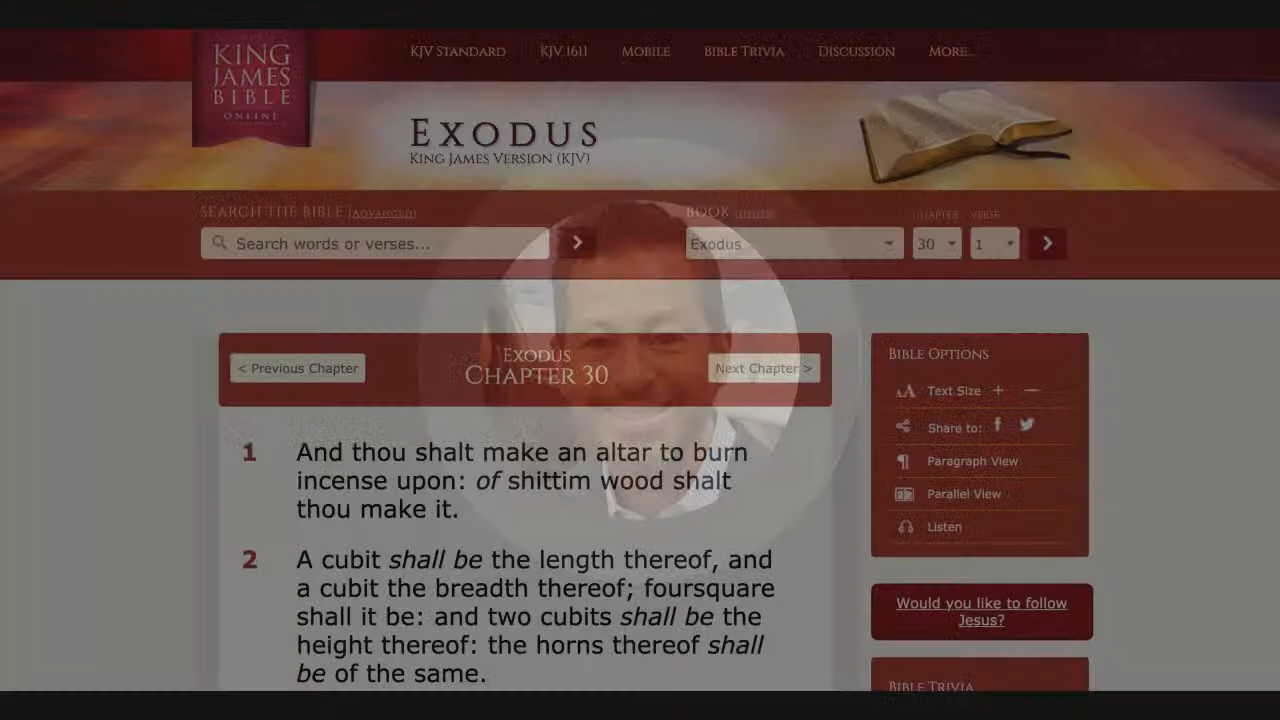 KING
JAMES
BIBLE
ONLINE
KJV STANDARD KJV 1611 MOBILE BIBLE TRIVIA DISCUSSION MORE...
EXODUS
KING JAMES VERSION (KJV)
SEARCH THE BIBLE (ADVANCED)
Search words or verses...
BOOK
CHAPTER VERSE
Exodus 30 1
< Previous Chapter
EXODUS
CHAPTER 30
Next Chapter >
1 And thou shalt make an altar to burn
incense upon: of shittim wood shalt
thou make it.
2 A cubit shall be the length thereof, and
a cubit the breadth thereof; foursquare
shall it be: and two cubits shall be the
height thereof: the horns thereof shall
be of the same.
BIBLE OPTIONS
Text Size + −
Share to:
Paragraph View
Parallel View
Listen
Would you like to follow
Jesus?
BIBLE TRIVIA